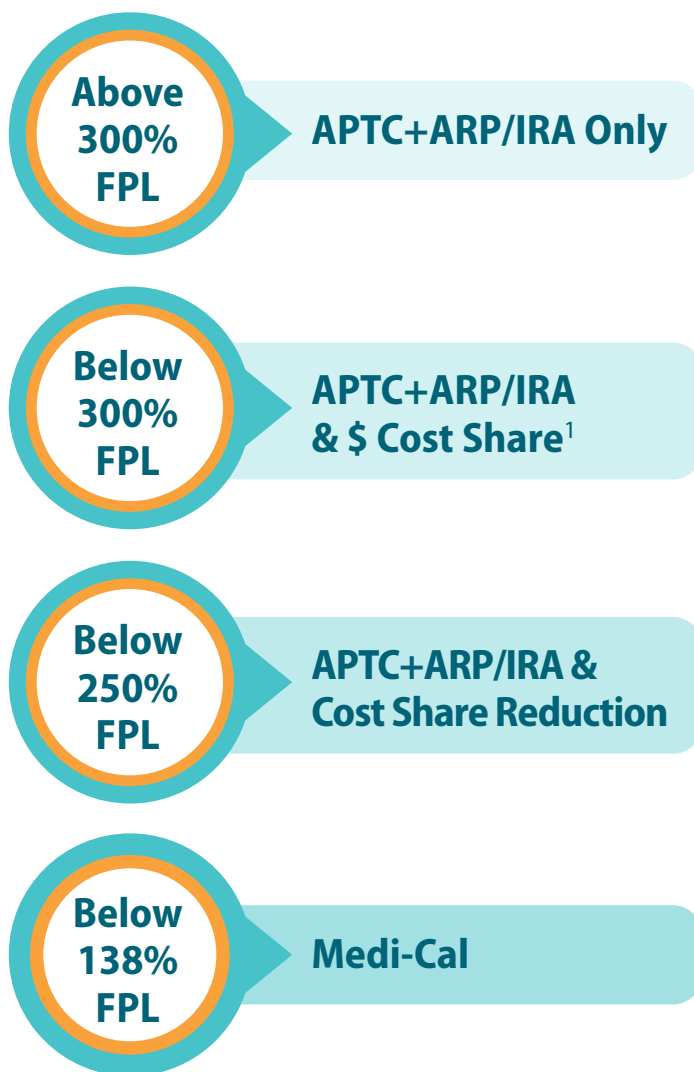 Above
300%
FPL
APTC+ARP/IRA Only
Below
300%
FPL
APTC+ARP/IRA
& $ Cost Share¹
Below
250%
FPL
APTC+ARP/IRA &
Cost Share Reduction
Below
138%
FPL
Medi-Cal